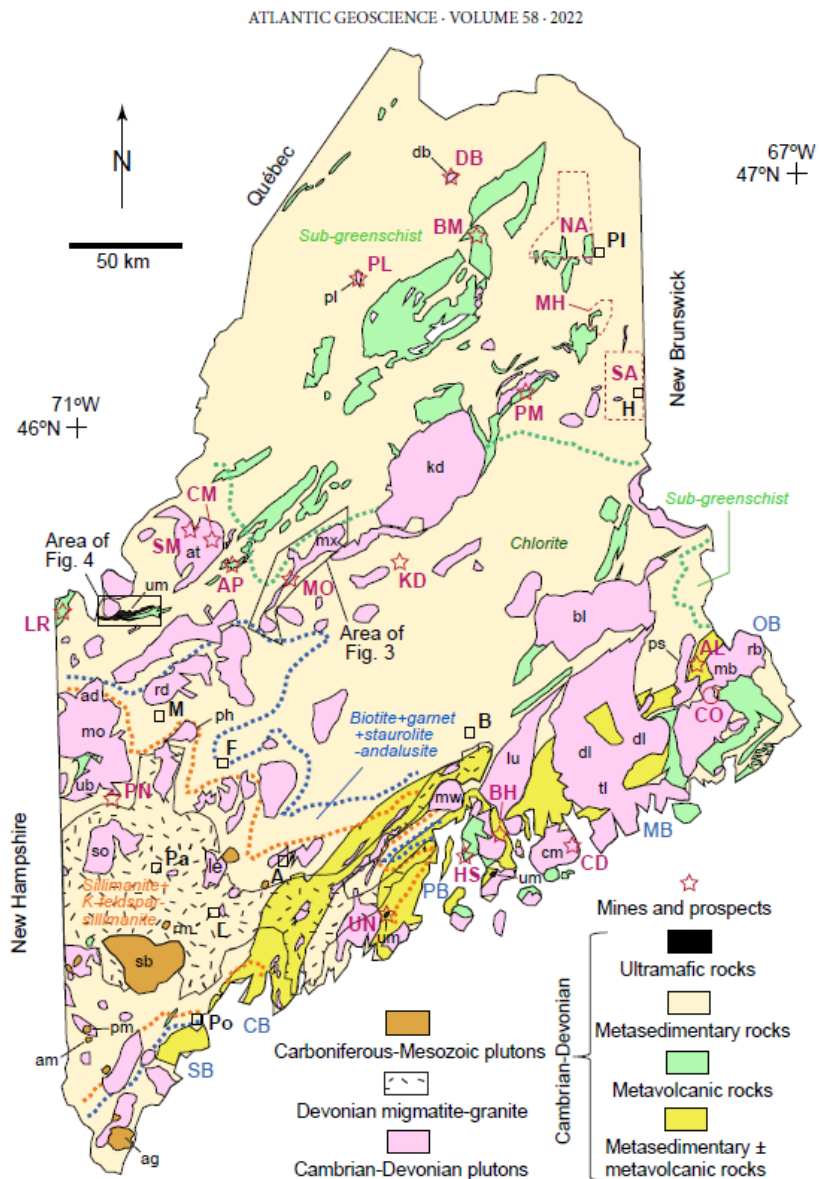 ATLANTIC GEOSCIENCE · VOLUME 58 · 2022
N
Québec
67ºW
47ºN
db
DB
50 km
Sub-greenschist
BM
NA
PI
PL
pl
MH
New Brunswick
SA
H
71ºW
46ºN
PM
kd
CM
SM
at
Sub-greenschist
Chlorite
Area of
Fig. 4
um
AP
mx
MO
KD
LR
Area of
Fig. 3
bl
OB
ps
AL
rb
mb
CO
ad
rd
M
mo
ph
F
Biotite+garnet
+staurolite
-andalusite
B
lu
dl
dl
tl
ub
PN
mw
BH
MB
New Hampshire
so
Pa
le
A
cm
CD
HS
um
PB
Sillimanite+
K-feldspar-
sillimanite
rm
L
UN
um
sb
Po
CB
pm
am
SB
ag
Mines and prospects
Ultramafic rocks
Metasedimentary rocks
Metavolcanic rocks
Metasedimentary ±
metavolcanic rocks
Cambrian-Devonian
Carboniferous-Mesozoic plutons
Devonian migmatite-granite
Cambrian-Devonian plutons